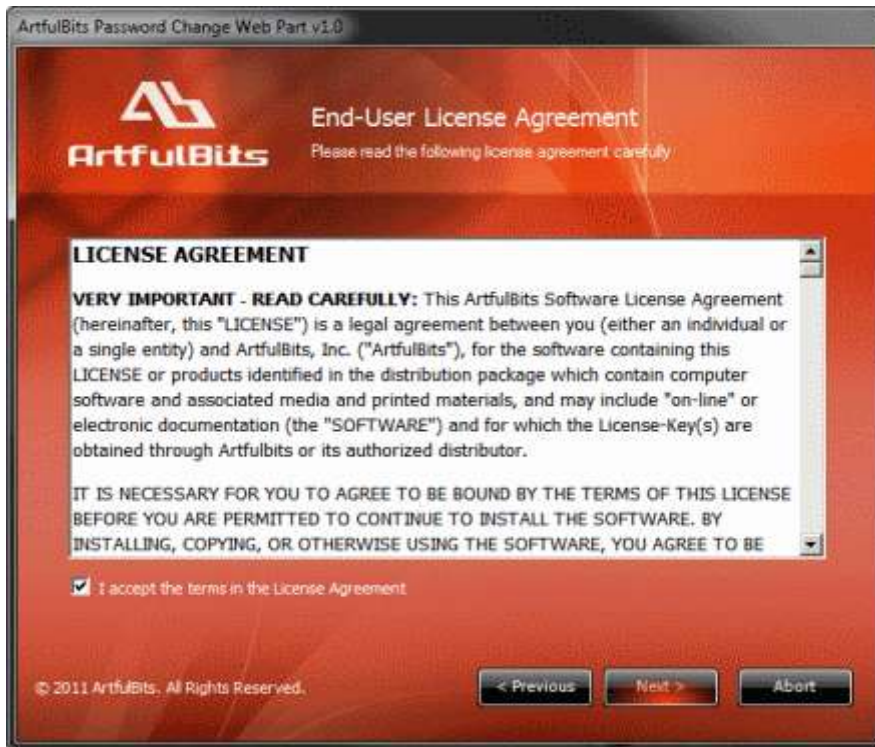 ArtfulBits Password Change Web Part v1.0
ArtfulBits
End-User License Agreement
Please read the following license agreement carefully
LICENSE AGREEMENT
VERY IMPORTANT - READ CAREFULLY: This ArtfulBits Software License Agreement
(hereinafter, this "LICENSE") is a legal agreement between you (either an individual or
a single entity) and ArtfulBits, Inc. ("ArtfulBits"), for the software containing this
LICENSE or products identified in the distribution package which contain computer
software and associated media and printed materials, and may include "on-line" or
electronic documentation (the "SOFTWARE") and for which the License-Key(s) are
obtained through Artfulbits or its authorized distributor.
IT IS NECESSARY FOR YOU TO AGREE TO BE BOUND BY THE TERMS OF THIS LICENSE
BEFORE YOU ARE PERMITTED TO CONTINUE TO INSTALL THE SOFTWARE. BY
INSTALLING, COPYING, OR OTHERWISE USING THE SOFTWARE, YOU AGREE TO BE
I accept the terms in the License Agreement
© 2011 ArtfulBits. All Rights Reserved.
< Previous
Next >
Abort